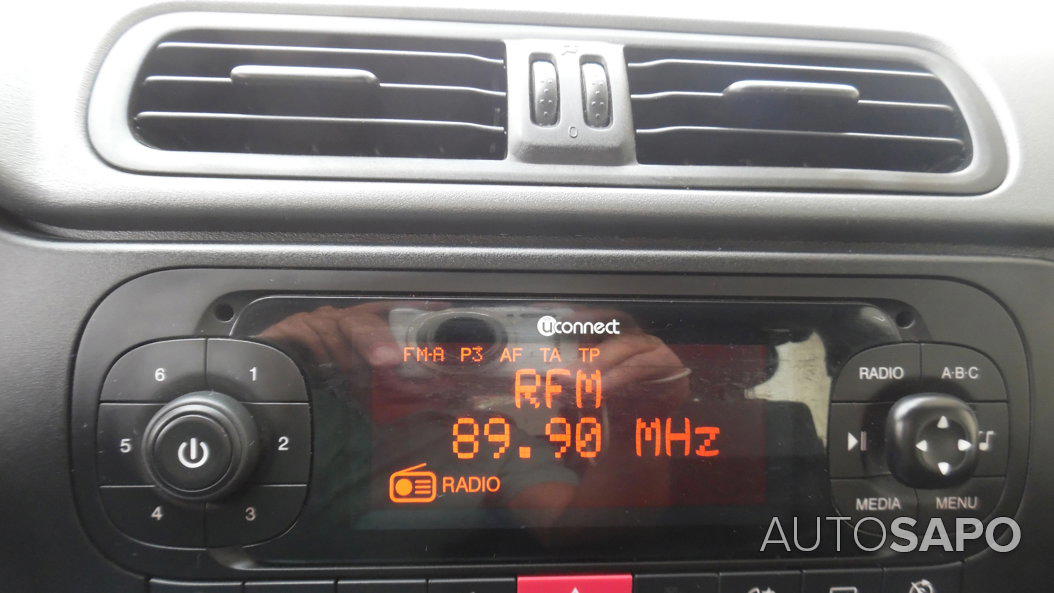 0
uconnect
FM-A P3 AF TA TP
RFM
89.90 MHz
RADIO
6 1
5 2
4 3
RADIO A·B·C
MEDIA MENU
AUTOSAPO